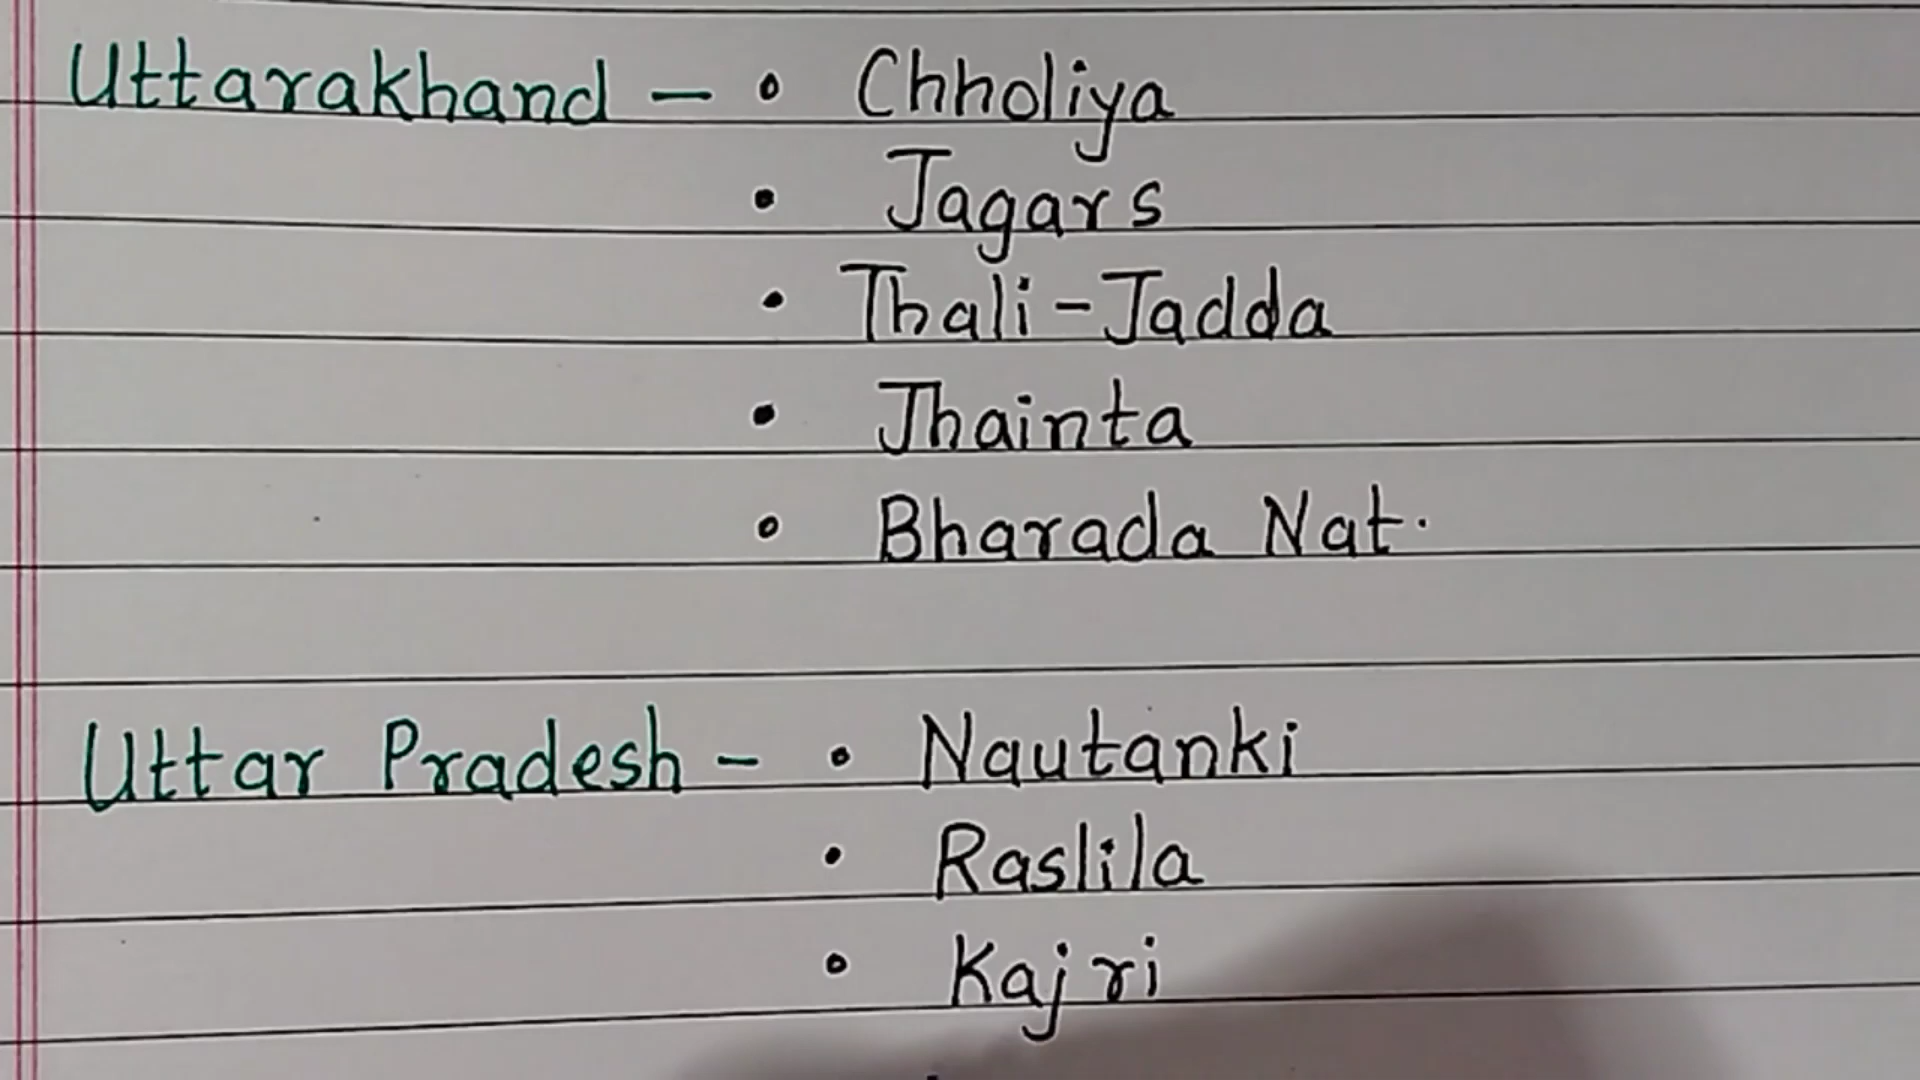 Uttarakhand - • Chholiya
• Jagars
• Thali-Jadda
• Jhainta
• Bharada Nat.
Uttar Pradesh - • Nautanki
• Raslila
• Kajri